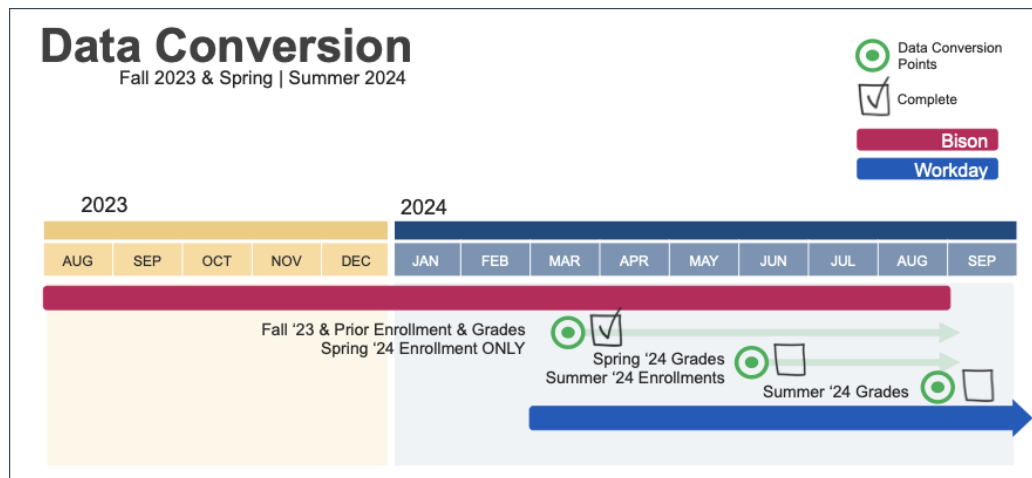 Data Conversion
Fall 2023 & Spring | Summer 2024
Data Conversion
Points
Complete
Bison
Workday
2023
2024
AUG SEP OCT NOV DEC JAN FEB MAR APR MAY JUN JUL AUG SEP
Fall ‘23 & Prior Enrollment & Grades
Spring ‘24 Enrollment ONLY
Spring ‘24 Grades
Summer ‘24 Enrollments
Summer ‘24 Grades